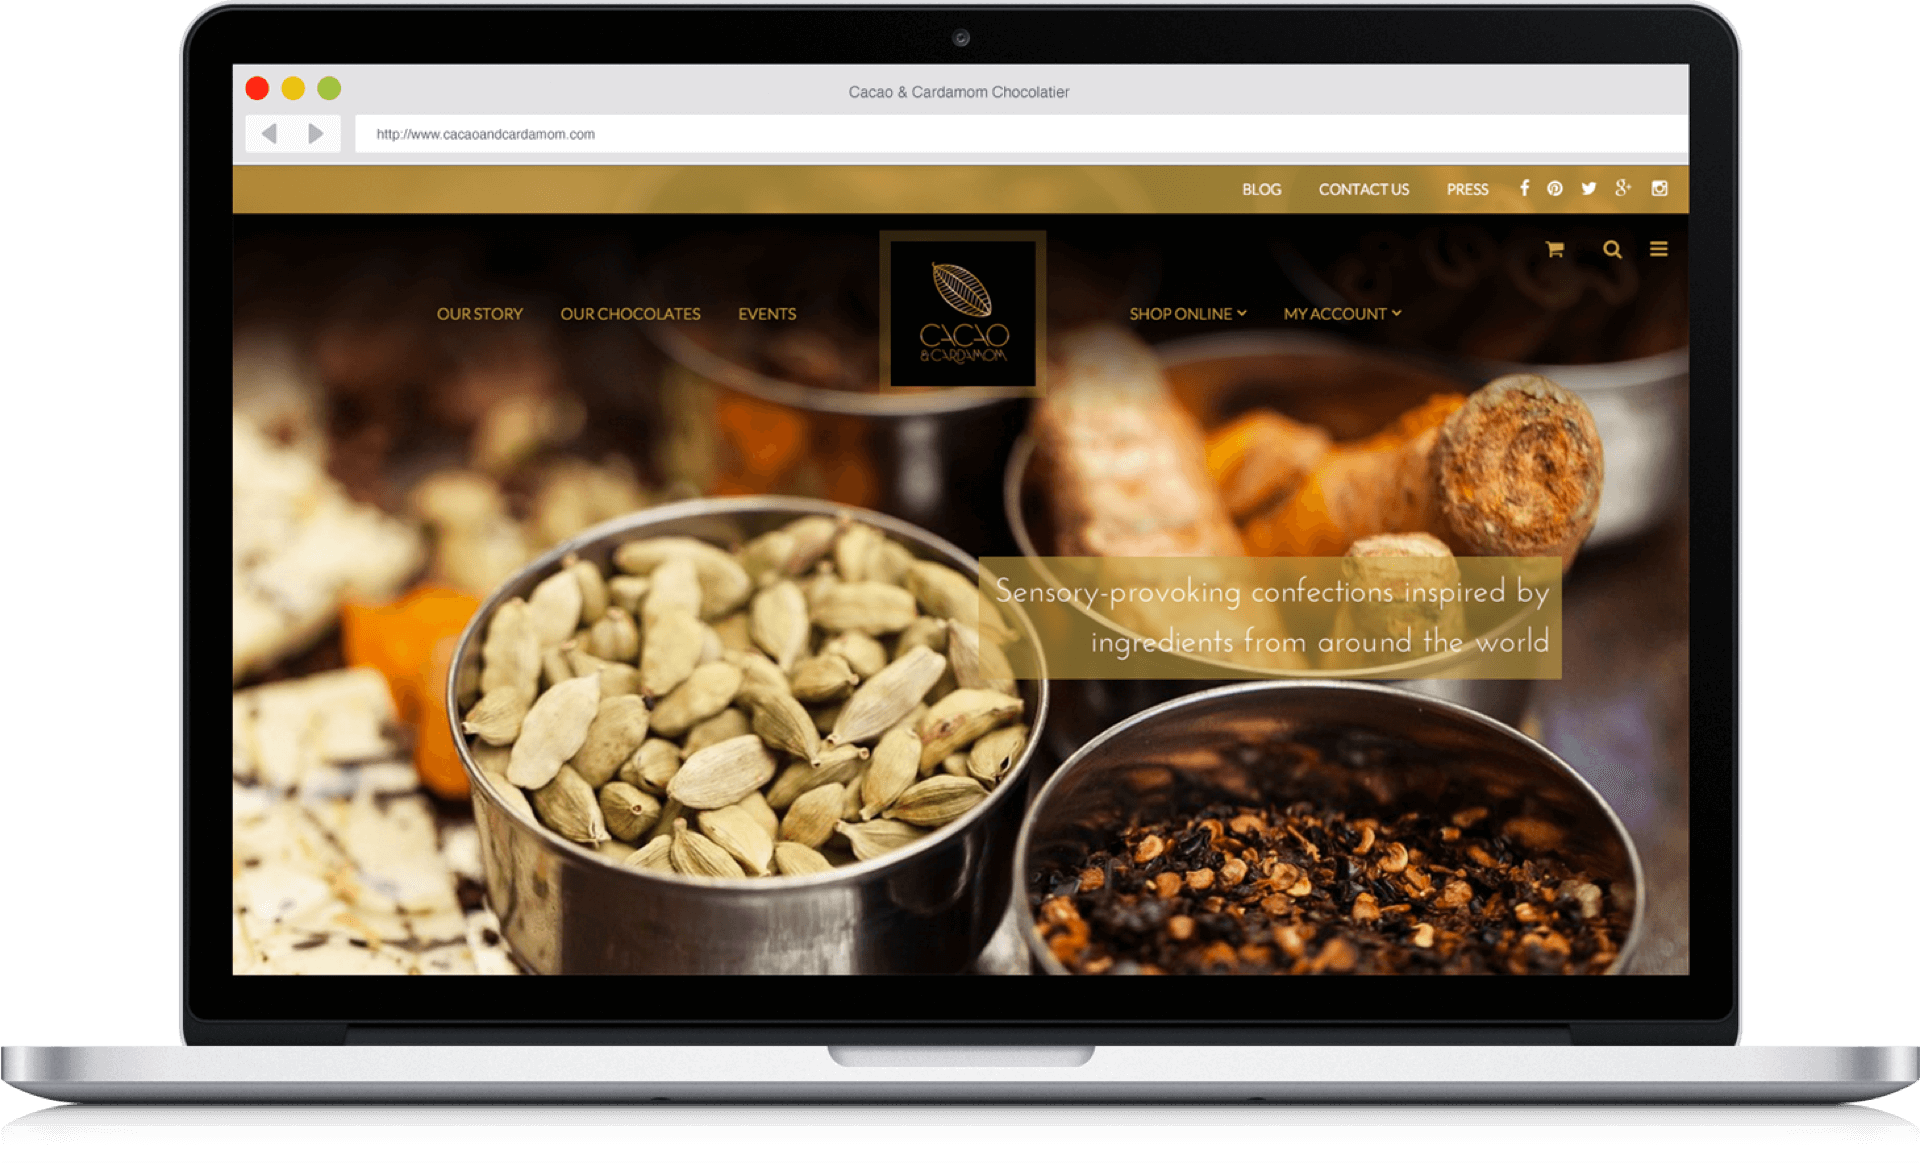 Cacao & Cardamom Chocolatier
http://www.cacaoandcardamom.com
BLOG CONTACT US PRESS
OUR STORY OUR CHOCOLATES EVENTS
CACAO
& CARDAMOM
SHOP ONLINE MY ACCOUNT
Sensory-provoking confections inspired by
ingredients from around the world